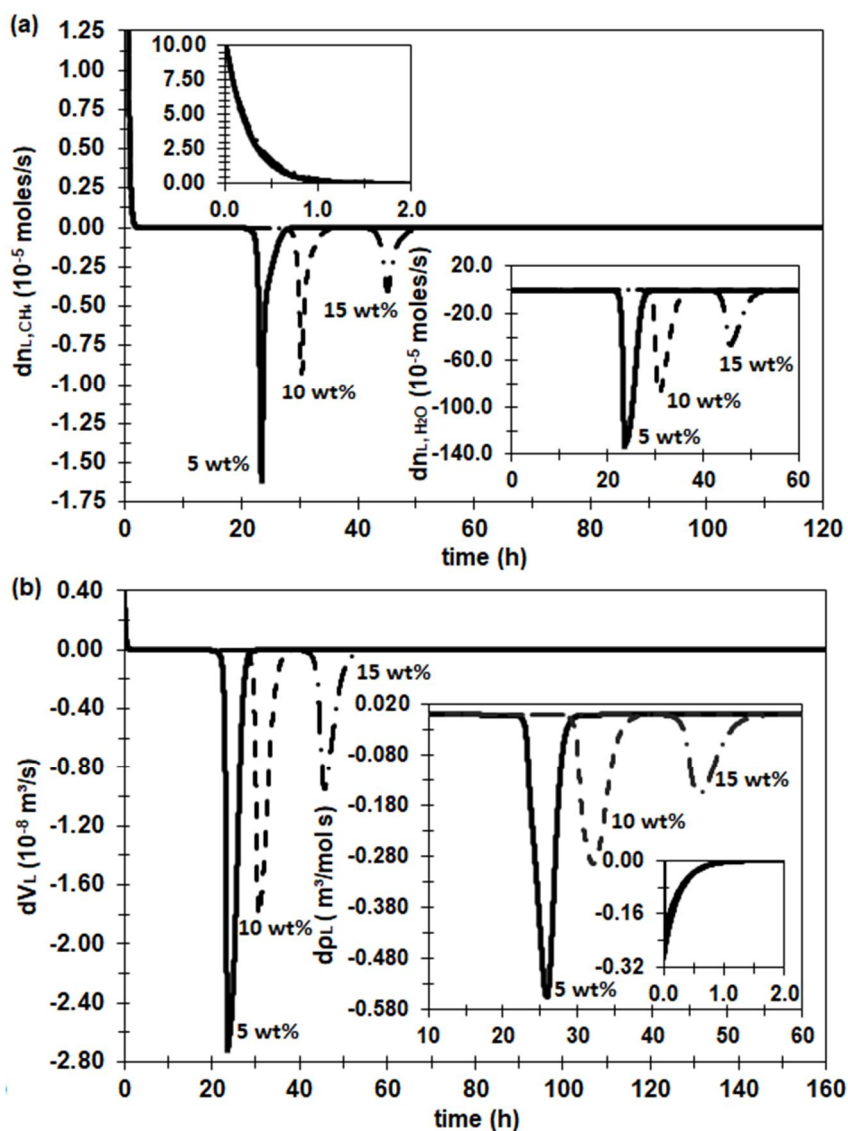 (a)
1.25
1.00
0.75
0.50
0.25
0.00
-0.25
-0.50
-0.75
-1.00
-1.25
-1.50
-1.75
dnL,CH₄ (10⁻⁵ moles/s)
10.00
7.50
5.00
2.50
0.00
0.0 1.0 2.0
15 wt%
10 wt%
5 wt%
20.0
-20.0
-60.0
-100.0
-140.0
dnL,H₂O (10⁻⁵ moles/s)
15 wt%
10 wt%
5 wt%
0 20 40 60
0 20 40 60 80 100 120
time (h)
(b)
0.40
0.00
-0.40
-0.80
-1.20
-1.60
-2.00
-2.40
-2.80
dVL (10⁻⁸ m³/s)
15 wt%
10 wt%
5 wt%
0.020
-0.080
-0.180
-0.280
-0.380
-0.480
-0.580
dρL ( m³/mol s)
15 wt%
10 wt%
5 wt%
0.00
-0.16
-0.32
0.0 1.0 2.0
10 20 30 40 50 60
0 20 40 60 80 100 120 140 160
time (h)